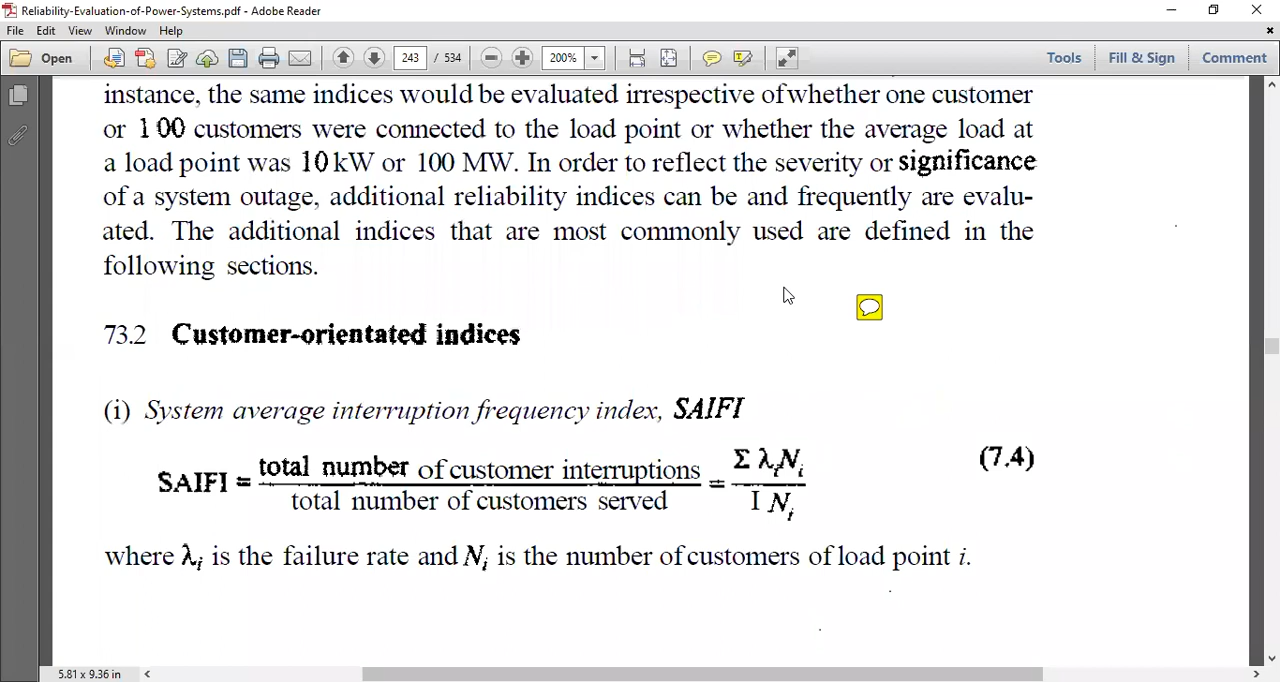 Reliability-Evaluation-of-Power-Systems.pdf - Adobe Reader
File Edit View Window Help
Open 243 / 534 200% Tools Fill & Sign Comment
instance, the same indices would be evaluated irrespective of whether one customer
or 100 customers were connected to the load point or whether the average load at
a load point was 10 kW or 100 MW. In order to reflect the severity or significance
of a system outage, additional reliability indices can be and frequently are evalu-
ated. The additional indices that are most commonly used are defined in the
following sections.
73.2 Customer-orientated indices
(i) System average interruption frequency index, SAIFI
SAIFI = total number of customer interruptions / total number of customers served = Σ λᵢNᵢ / I Nᵢ (7.4)
where λᵢ is the failure rate and Nᵢ is the number of customers of load point i.
5.81 x 9.36 in